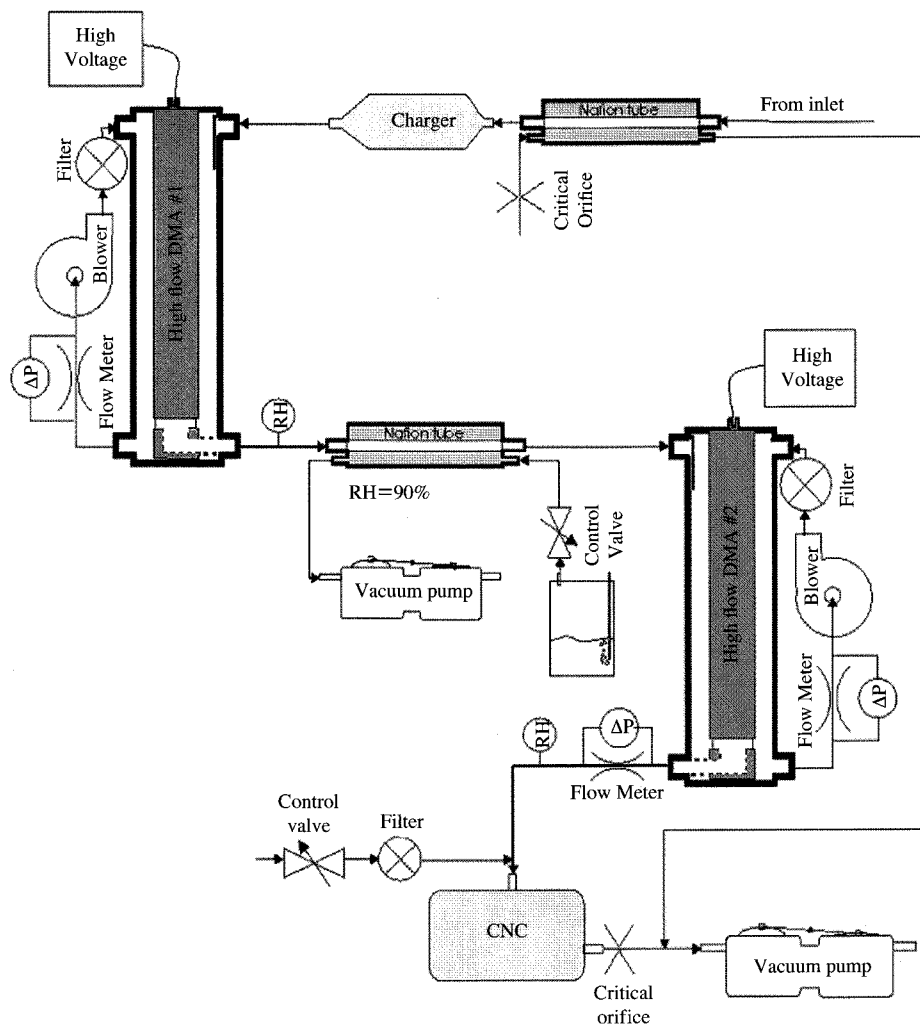 High
Voltage
Nafion tube
From inlet
Charger
Filter
Critical
Orifice
High flow DMA #1
Blower
ΔP
Flow Meter
High
Voltage
RH
Nafion tube
RH=90%
Control
Valve
Filter
Vacuum pump
High flow DMA #2
Blower
Flow Meter
ΔP
RH
ΔP
Flow Meter
Control
valve
Filter
CNC
Critical
orifice
Vacuum pump